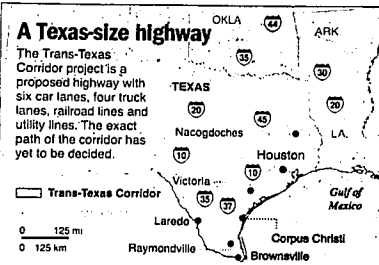 A Texas-size highway
The Trans-Texas
Corridor project is a
proposed highway with
six car lanes, four truck
lanes, railroad lines and
utility lines. The exact
path of the corridor has
yet to be decided.
Trans-Texas Corridor
0 125 mi
0 125 km
OKLA
44
ARK.
35
30
TEXAS
20
45
20
Nacogdoches
LA.
10
Houston
10
Victoria
35
37
Gulf of
Mexico
Laredo
Corpus Christi
Raymondville
Brownsville